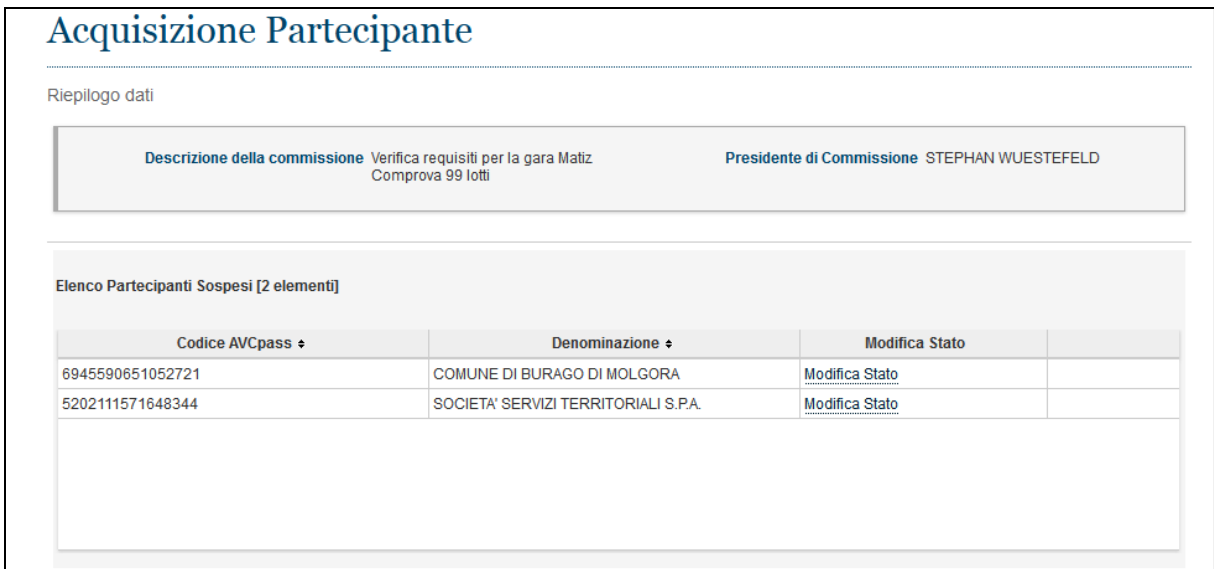 Acquisizione Partecipante
Riepilogo dati
Descrizione della commissione Verifica requisiti per la gara Matiz Presidente di Commissione STEPHAN WUESTEFELD
Comprova 99 lotti
Elenco Partecipanti Sospesi [2 elementi]
Codice AVCpass Denominazione Modifica Stato
6945590651052721 COMUNE DI BURAGO DI MOLGORA Modifica Stato
5202111571648344 SOCIETA' SERVIZI TERRITORIALI S.P.A. Modifica Stato